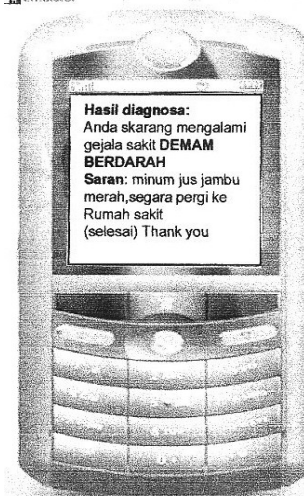 Hasil diagnosa:
Anda skarang mengalami
gejala sakit DEMAM
BERDARAH
Saran: minum jus jambu
merah,segara pergi ke
Rumah sakit
(selesai) Thank you